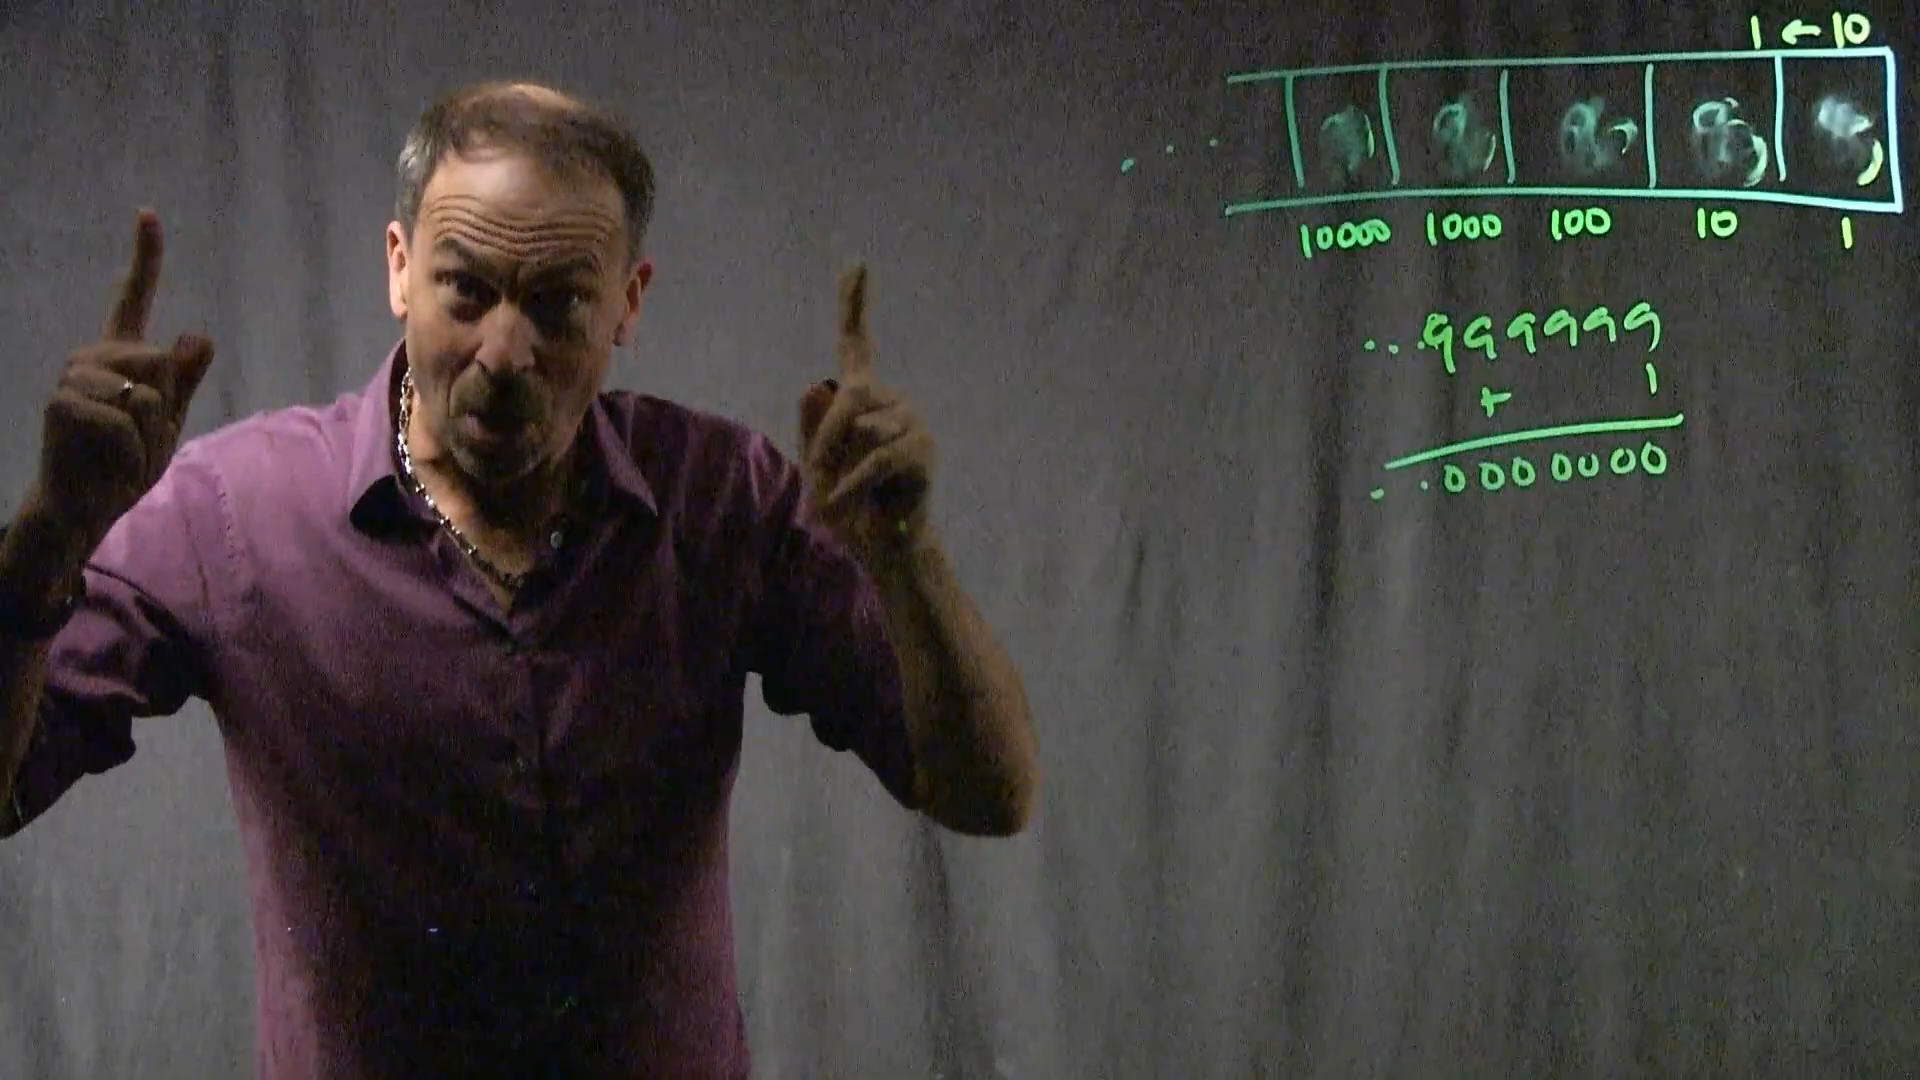 1 ← 10
10000 1000 100 10 1
...999999
+ 1
..0000000